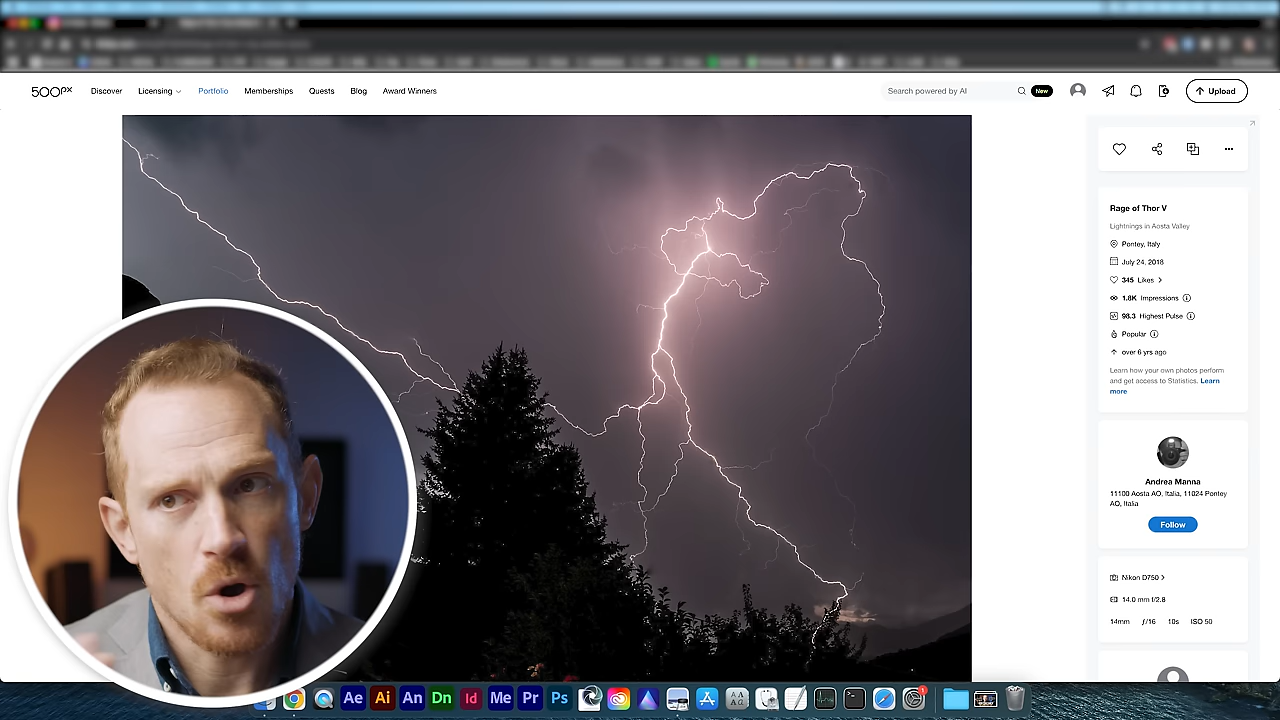 500px Discover Licensing Portfolio Memberships Quests Blog Award Winners Search powered by AI New Upload
Rage of Thor V
Lightnings in Aosta Valley
Pontey, Italy
July 24, 2018
345 Likes
1.8K Impressions
98.3 Highest Pulse
Popular
over 6 yrs ago
Learn how your own photos perform
and get access to Statistics. Learn
more
Andrea Manna
11100 Aosta AO, Italia, 11024 Pontey
AO, Italia
Follow
Nikon D750
14.0 mm f/2.8
14mm ƒ/16 10s ISO 50
Ae Ai An Dn Id Me Pr Ps 1